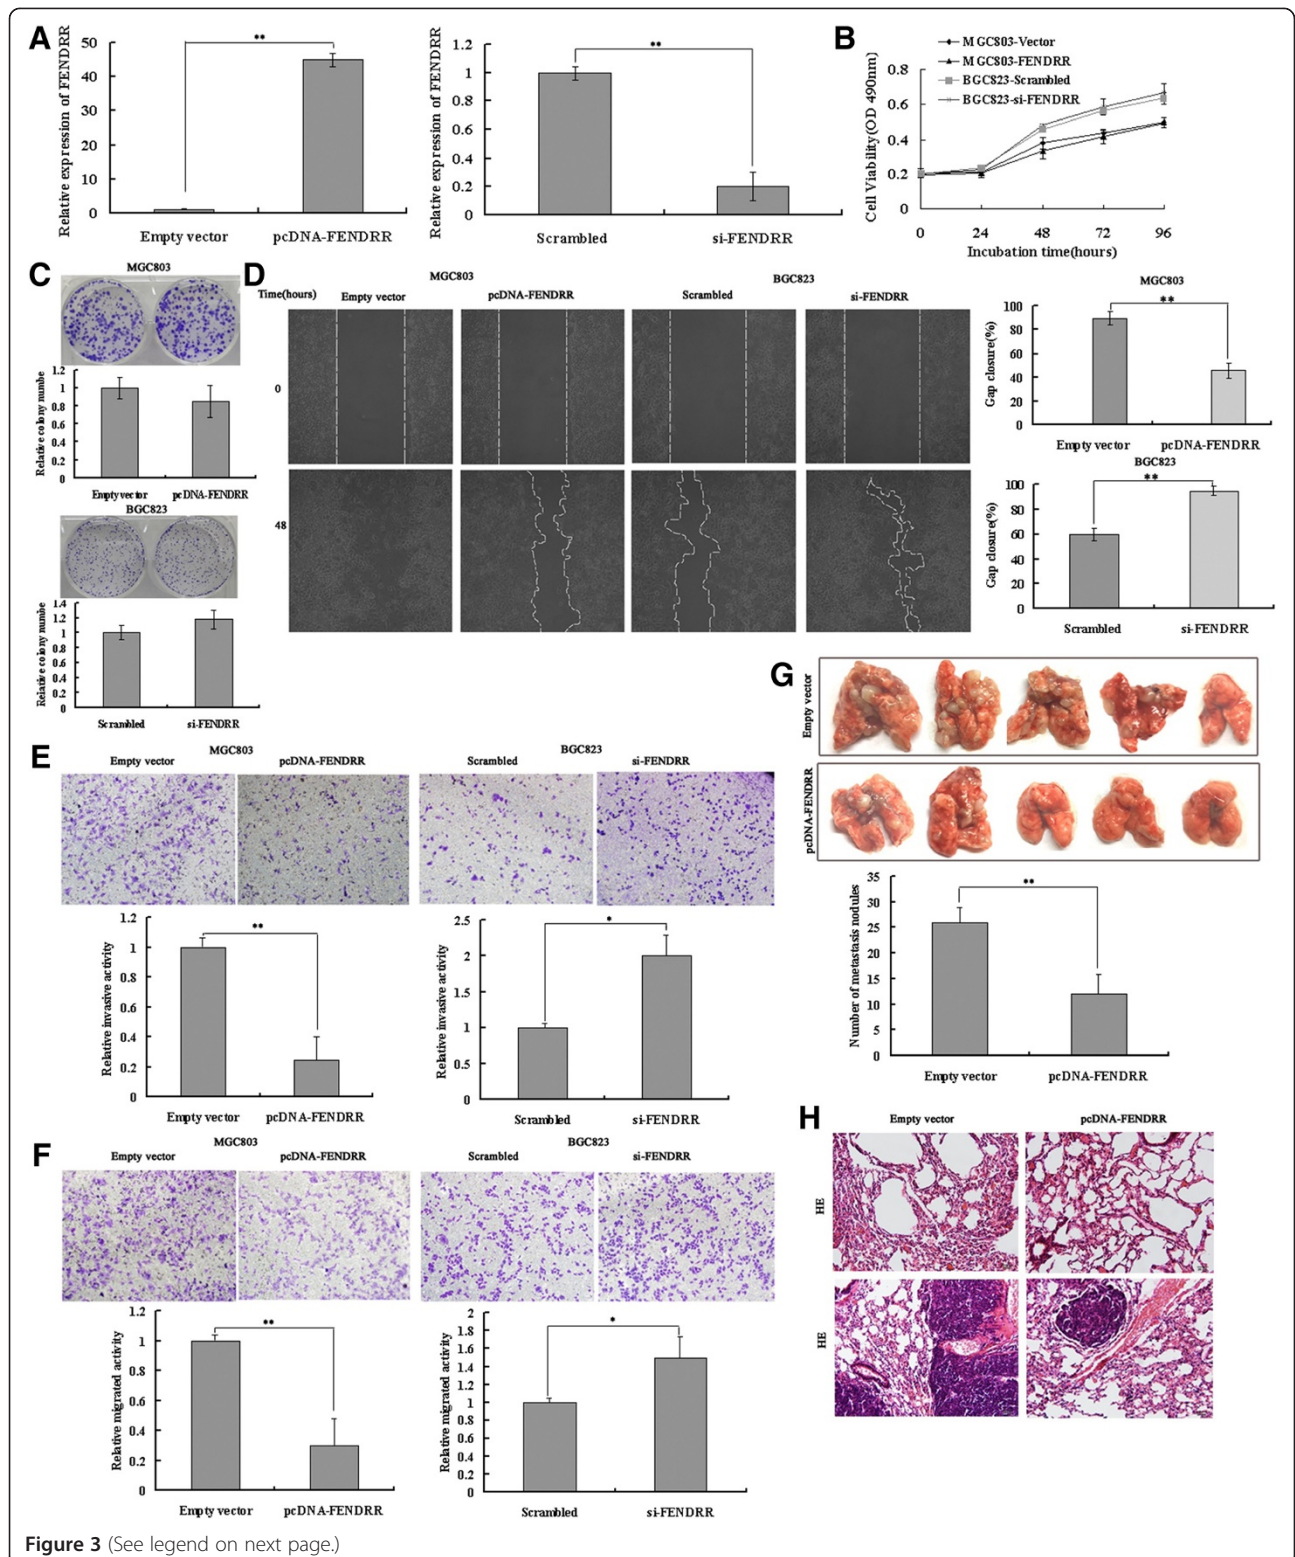 A
Relative expression of FENDRR
50
40
30
20
10
0
**
Empty vector
pcDNA-FENDRR
Relative expression of FENDRR
1.2
1
0.8
0.6
0.4
0.2
0
**
Scrambled
si-FENDRR
B
MGC803-Vector
MGC803-FENDRR
BGC823-Scrambled
BGC823-si-FENDRR
Cell Viability(OD 490nm)
0.8
0.6
0.4
0.2
0
0 24 48 72 96
Incubation time(hours)
C
MGC803
Relative colony numbe
1.2
1
0.8
0.6
0.4
0.2
0
Empty vector
pcDNA-FENDRR
BGC823
Relative colony numbe
1.4
1.2
1
0.8
0.6
0.4
0.2
0
Scrambled
si-FENDRR
D
MGC803
BGC823
Time(hours)
Empty vector
pcDNA-FENDRR
Scrambled
si-FENDRR
0
48
MGC803
Gap closure(%)
100
80
60
40
20
0
**
Empty vector
pcDNA-FENDRR
BGC823
Gap closure(%)
100
80
60
40
20
0
**
Scrambled
si-FENDRR
E
MGC803
BGC823
Empty vector
pcDNA-FENDRR
Scrambled
si-FENDRR
Relative invasive activity
1.2
1
0.8
0.6
0.4
0.2
0
**
Empty vector
pcDNA-FENDRR
Relative invasive activity
2.5
2
1.5
1
0.5
0
*
Scrambled
si-FENDRR
F
MGC803
BGC823
Empty vector
pcDNA-FENDRR
Scrambled
si-FENDRR
Relative migrated activity
1.2
1
0.8
0.6
0.4
0.2
0
**
Empty vector
pcDNA-FENDRR
Relative migrated activity
2
1.8
1.6
1.4
1.2
1
0.8
0.6
0.4
0.2
0
*
Scrambled
si-FENDRR
G
Empty vector
pcDNA-FENDRR
Number of metastasis nodules
35
30
25
20
15
10
5
0
**
Empty vector
pcDNA-FENDRR
H
Empty vector
pcDNA-FENDRR
HE
HE
Figure 3 (See legend on next page.)